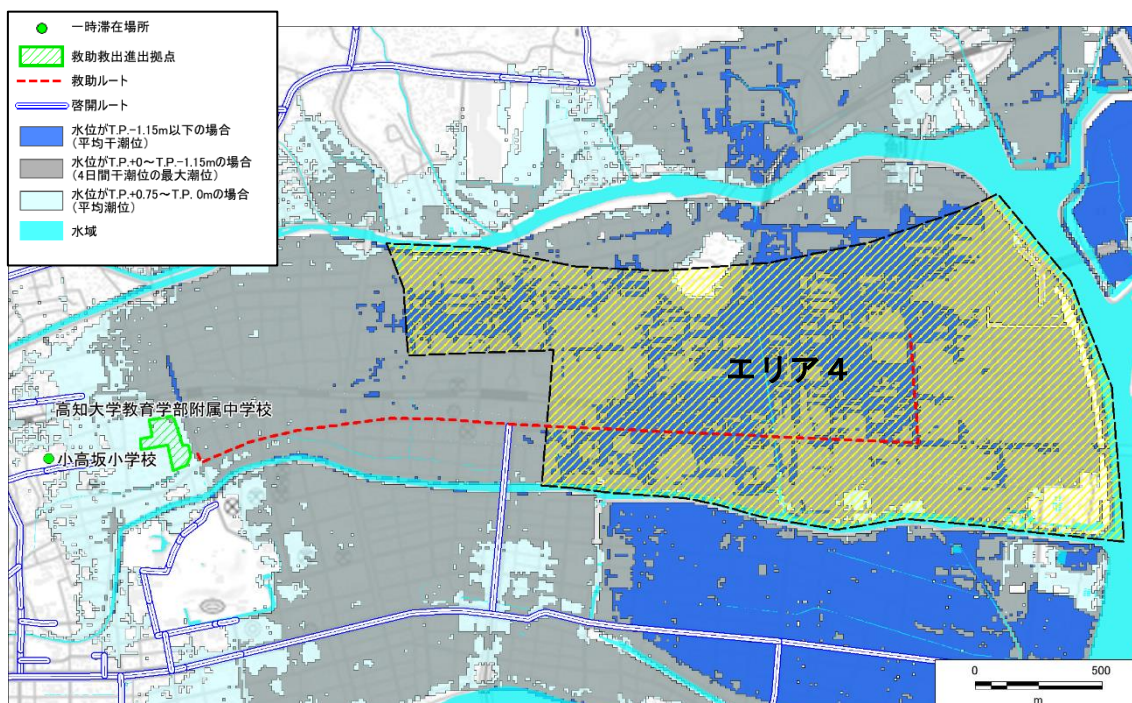 一時滞在場所
救助救出進出拠点
救助ルート
啓開ルート
水位がT.P.-1.15m以下の場合
(平均干潮位)
水位がT.P.+0～T.P.-1.15mの場合
(4日間干潮位の最大潮位)
水位がT.P.+0.75～T.P. 0mの場合
(平均潮位)
水域
エリア4
高知大学教育学部附属中学校
小高坂小学校
0 500
m